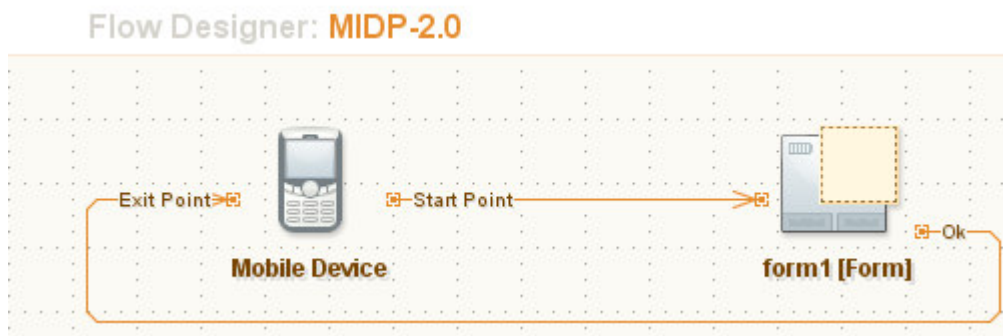 Flow Designer: MIDP-2.0
Exit Point
Start Point
Ok
Mobile Device
form1 [Form]